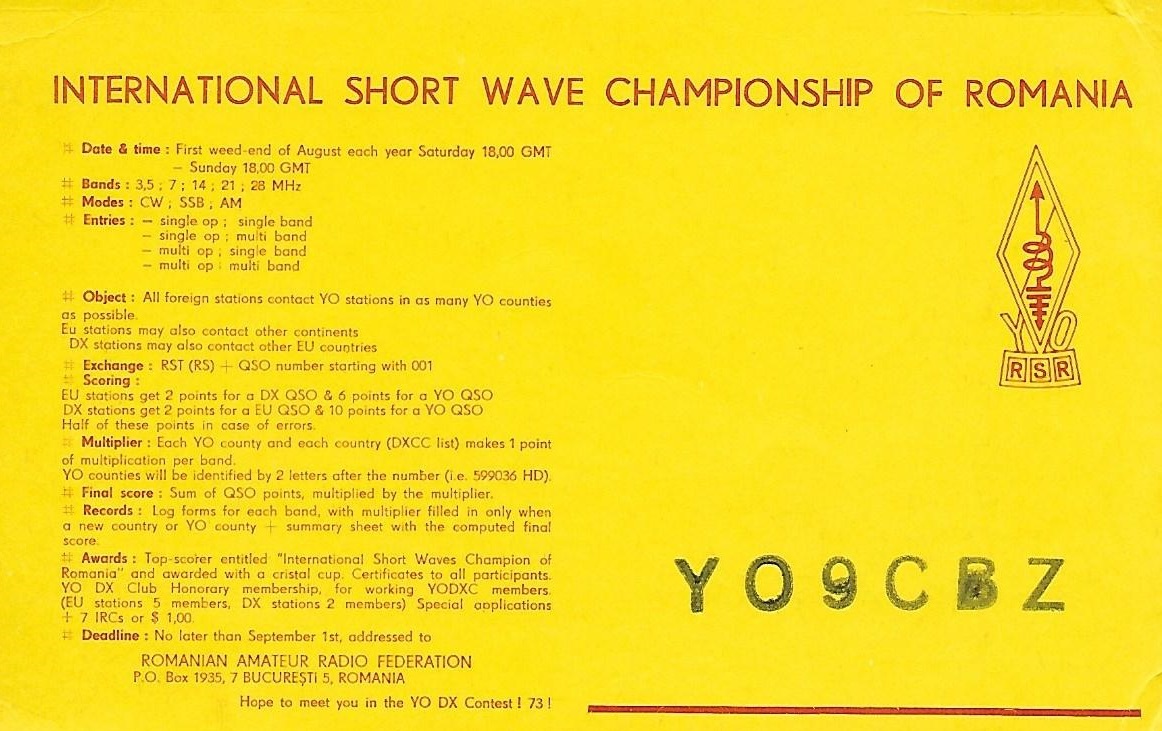 INTERNATIONAL SHORT WAVE CHAMPIONSHIP OF ROMANIA
# Date & time : First weed-end of August each year Saturday 18,00 GMT
— Sunday 18,00 GMT
# Bands : 3,5 ; 7 ; 14 ; 21 ; 28 MHz
# Modes : CW ; SSB ; AM
# Entries : — single op ; single band
— single op ; multi band
— multi op ; single band
— multi op ; multi band
# Object : All foreign stations contact YO stations in as many YO counties
as possible.
Eu stations may also contact other continents
DX stations may also contact other EU countries
# Exchange : RST (RS) + QSO number starting with 001
# Scoring :
EU stations get 2 points for a DX QSO & 6 points for a YO QSO
DX stations get 2 points for a EU QSO & 10 points for a YO QSO
Half of these points in case of errors.
# Multiplier : Each YO county and each country (DXCC list) makes 1 point
of multiplication per band.
YO counties will be identified by 2 letters after the number (i.e. 599036 HD).
# Final score : Sum of QSO points, multiplied by the multiplier.
# Records : Log forms for each band, with multiplier filled in only when
a new country or YO county + summary sheet with the computed final
score.
# Awards : Top-scorer entitled "International Short Waves Champion of
Romania" and awarded with a cristal cup. Certificates to all participants.
YO DX Club Honorary membership, for working YODXC members.
(EU stations 5 members, DX stations 2 members) Special applications
+ 7 IRCs or $ 1,00.
# Deadline : No later than September 1st, addressed to
ROMANIAN AMATEUR RADIO FEDERATION
P.O. Box 1935, 7 BUCUREŞTI 5, ROMANIA
Hope to meet you in the YO DX Contest ! 73 !
YO
RSR
YO9CBZ